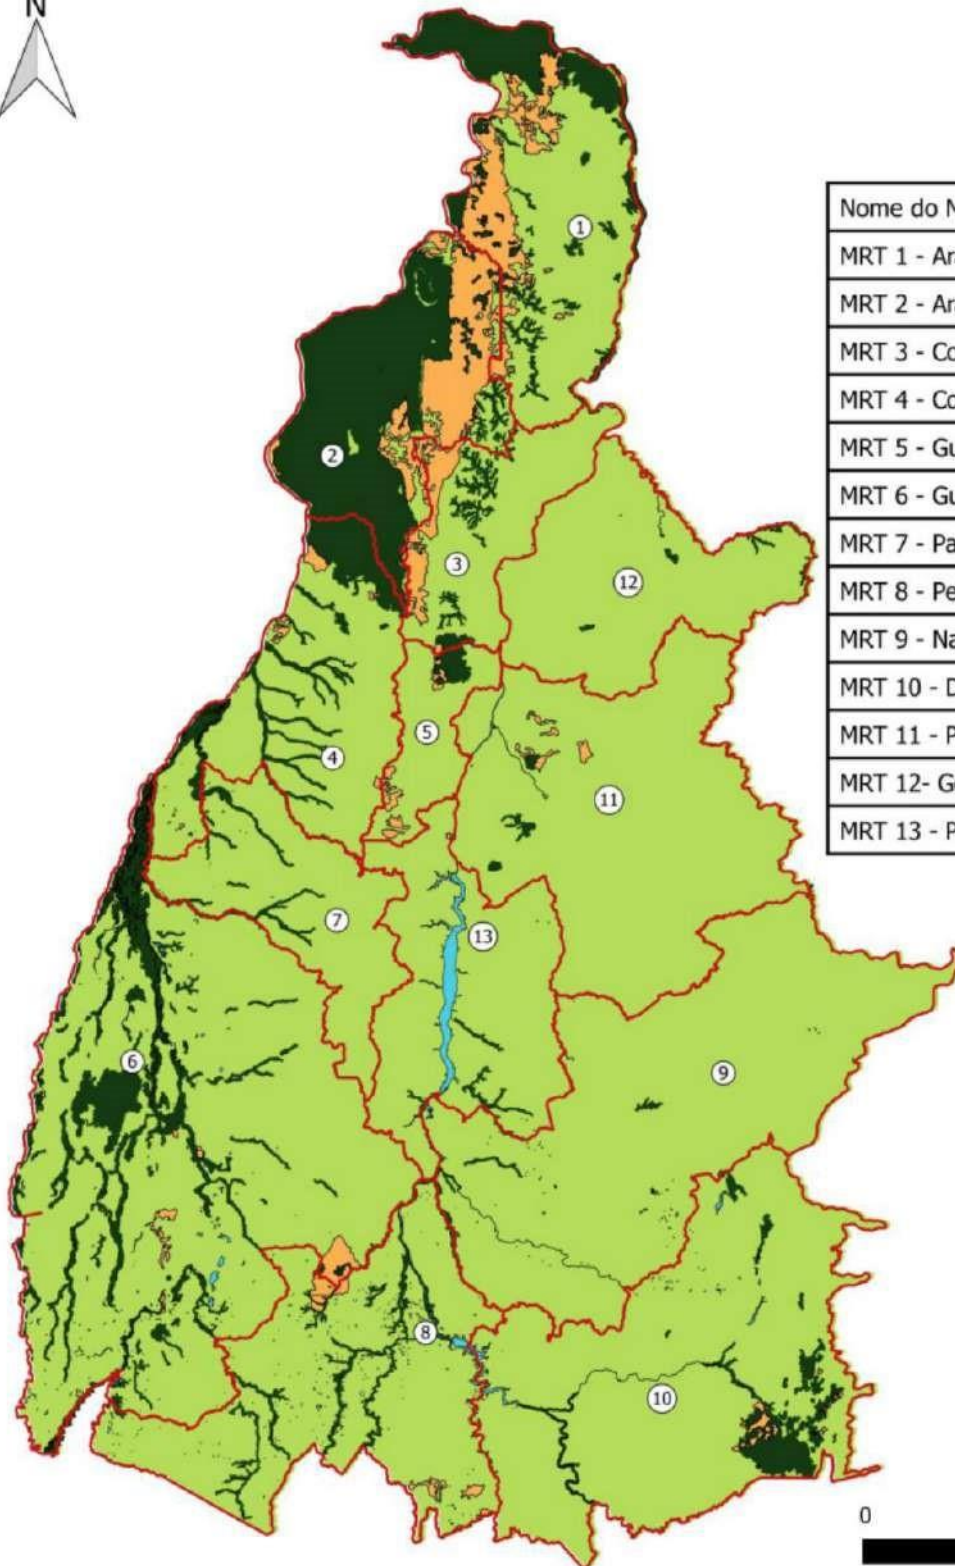 N
Nome do N
MRT 1 - Ar
MRT 2 - Ar
MRT 3 - Co
MRT 4 - Co
MRT 5 - Gu
MRT 6 - Gu
MRT 7 - Pa
MRT 8 - Pe
MRT 9 - Na
MRT 10 - D
MRT 11 - P
MRT 12- G
MRT 13 - P
1
2
3
12
5
4
11
7
13
6
9
8
10
0